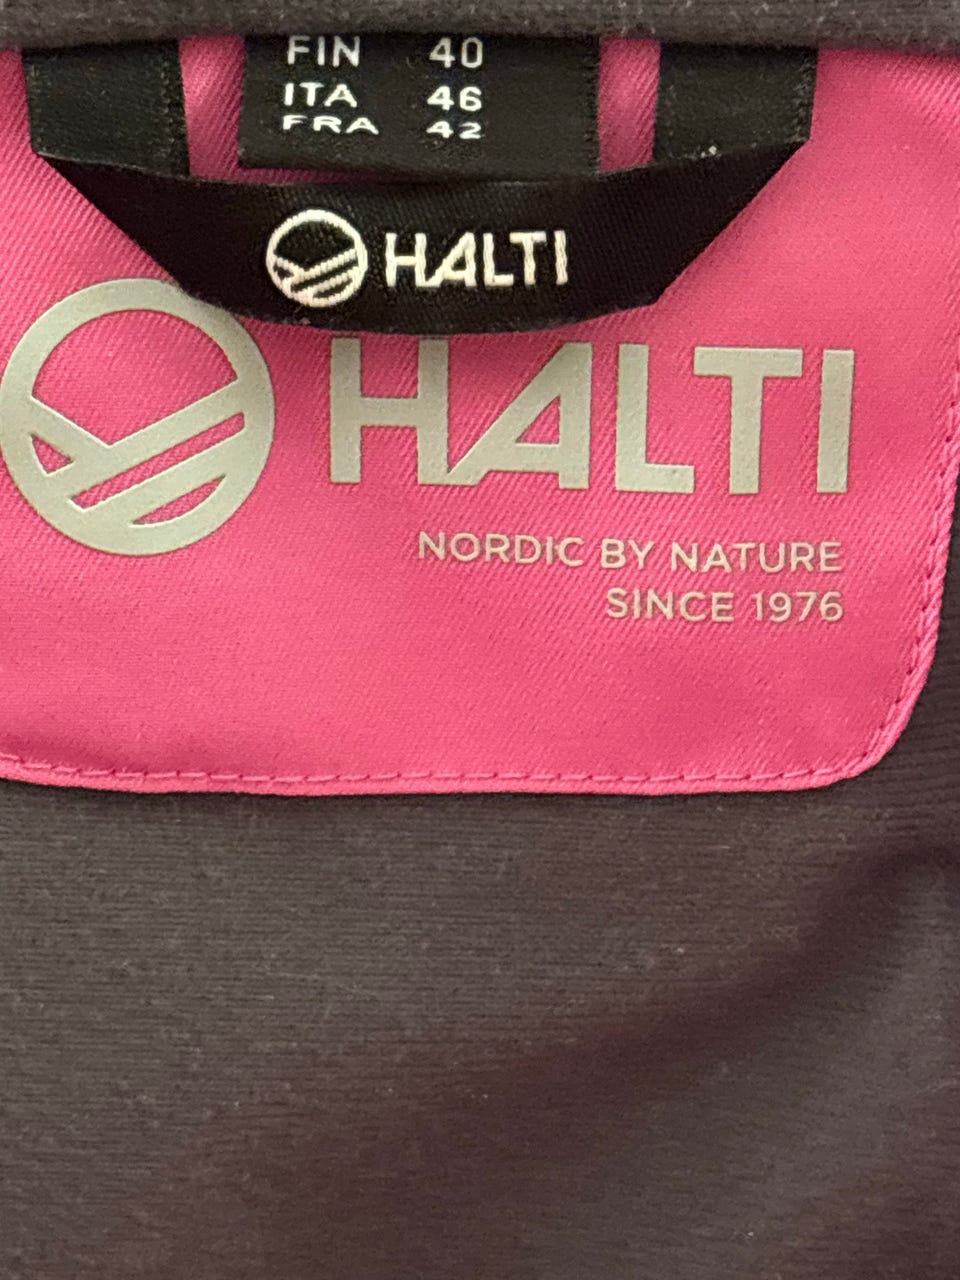 FIN 40
ITA 46
FRA 42
HALTI
HALTI
NORDIC BY NATURE
SINCE 1976